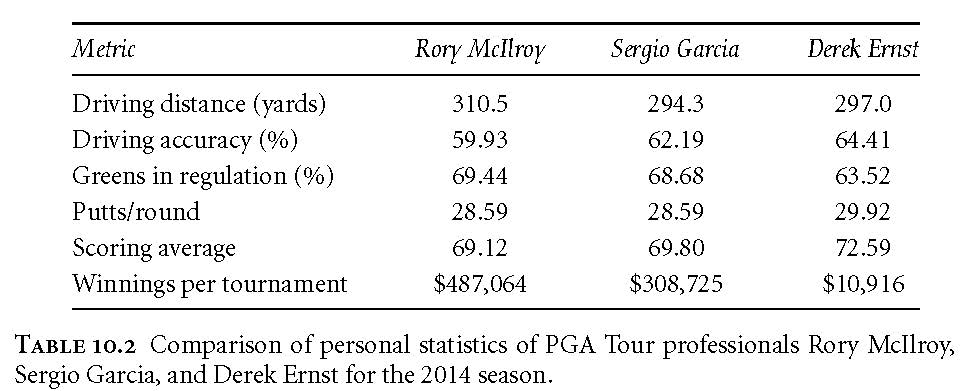 Metric Rory McIlroy Sergio Garcia Derek Ernst
Driving distance (yards) 310.5 294.3 297.0
Driving accuracy (%) 59.93 62.19 64.41
Greens in regulation (%) 69.44 68.68 63.52
Putts/round 28.59 28.59 29.92
Scoring average 69.12 69.80 72.59
Winnings per tournament $487,064 $308,725 $10,916
TABLE 10.2 Comparison of personal statistics of PGA Tour professionals Rory McIlroy,
Sergio Garcia, and Derek Ernst for the 2014 season.